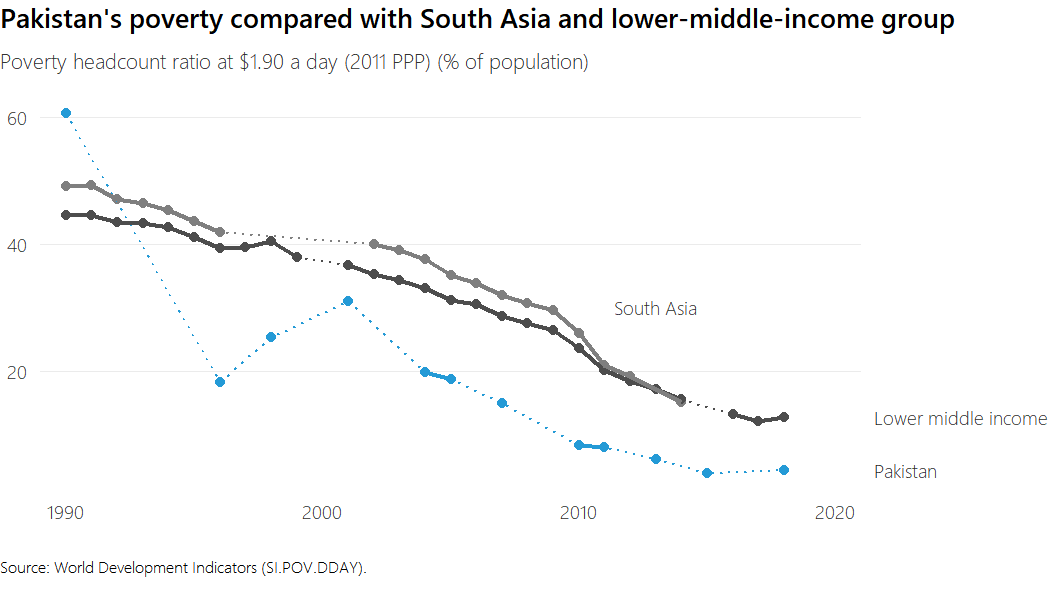 Pakistan's poverty compared with South Asia and lower-middle-income group
Poverty headcount ratio at $1.90 a day (2011 PPP) (% of population)
60
40
20
South Asia
Lower middle income
Pakistan
1990
2000
2010
2020
Source: World Development Indicators (SI.POV.DDAY).